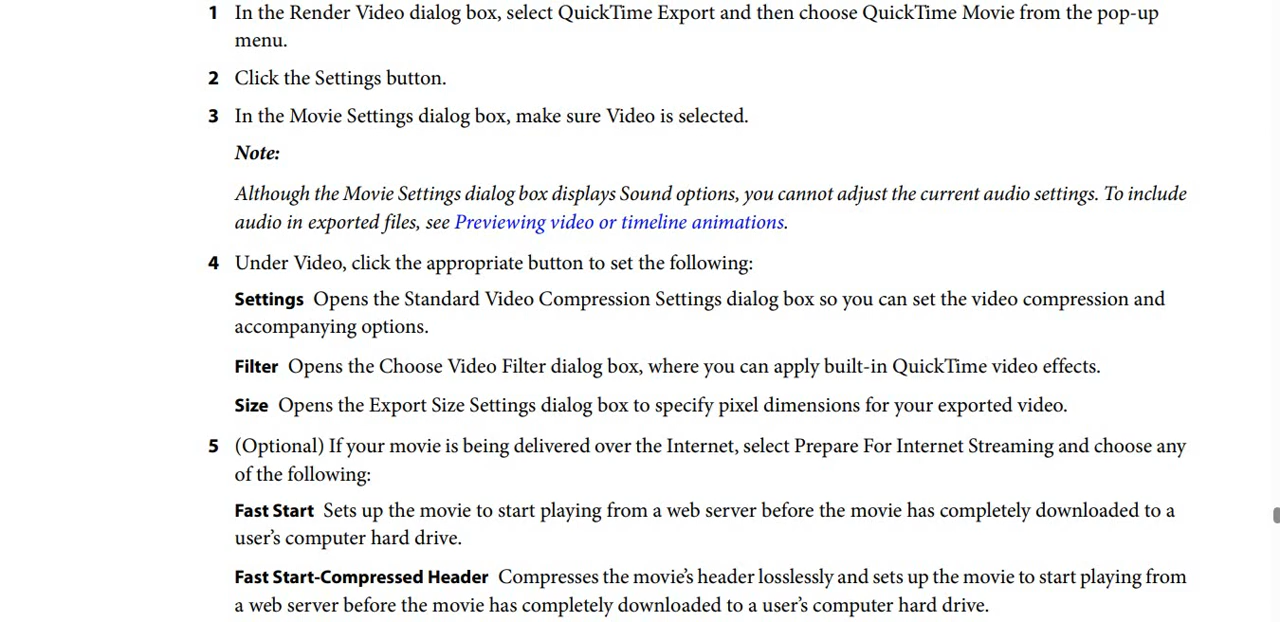 1 In the Render Video dialog box, select QuickTime Export and then choose QuickTime Movie from the pop-up
menu.
2 Click the Settings button.
3 In the Movie Settings dialog box, make sure Video is selected.
Note:
Although the Movie Settings dialog box displays Sound options, you cannot adjust the current audio settings. To include
audio in exported files, see Previewing video or timeline animations.
4 Under Video, click the appropriate button to set the following:
Settings Opens the Standard Video Compression Settings dialog box so you can set the video compression and
accompanying options.
Filter Opens the Choose Video Filter dialog box, where you can apply built-in QuickTime video effects.
Size Opens the Export Size Settings dialog box to specify pixel dimensions for your exported video.
5 (Optional) If your movie is being delivered over the Internet, select Prepare For Internet Streaming and choose any
of the following:
Fast Start Sets up the movie to start playing from a web server before the movie has completely downloaded to a
user’s computer hard drive.
Fast Start-Compressed Header Compresses the movie’s header losslessly and sets up the movie to start playing from
a web server before the movie has completely downloaded to a user’s computer hard drive.